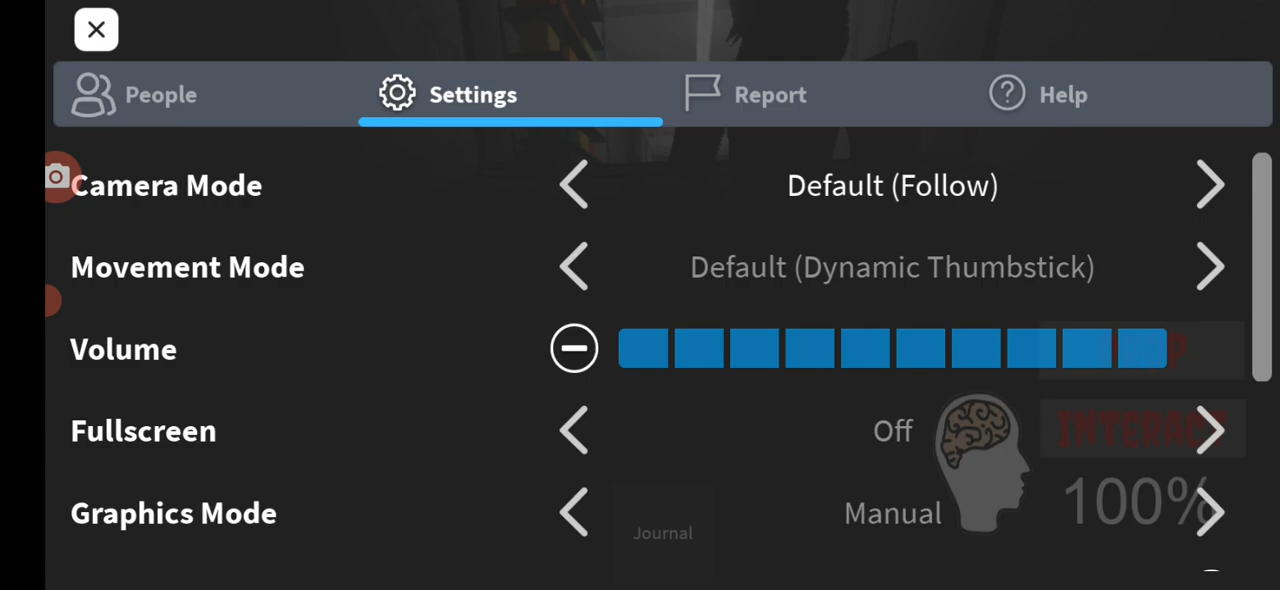 People
Settings
Report
Help
Camera Mode
Default (Follow)
Movement Mode
Default (Dynamic Thumbstick)
Volume
Fullscreen
Off
INTERACT
Graphics Mode
Manual
100%
Journal